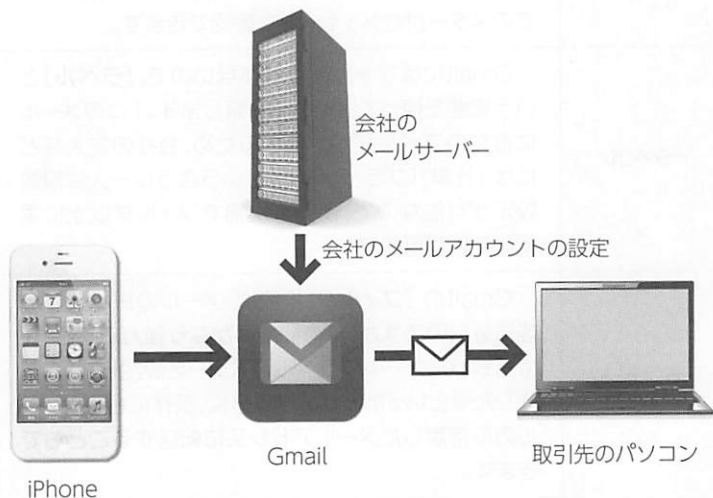 会社の
メールサーバー
会社のメールアカウントの設定
iPhone
Gmail
取引先のパソコン